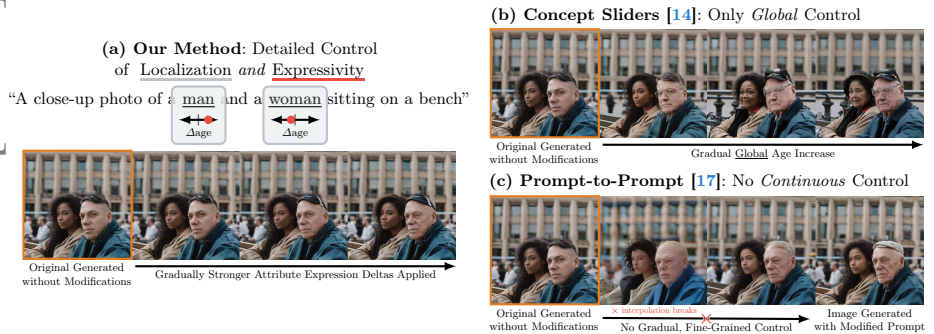 (a) Our Method: Detailed Control
of Localization and Expressivity
“A close-up photo of a man and a woman sitting on a bench”
Δage
Δage
Original Generated
without Modifications
Gradually Stronger Attribute Expression Deltas Applied
(b) Concept Sliders [14]: Only Global Control
Original Generated
without Modifications
Gradual Global Age Increase
(c) Prompt-to-Prompt [17]: No Continuous Control
Original Generated
without Modifications
× interpolation breaks
No Gradual, Fine-Grained Control
Image Generated
with Modified Prompt